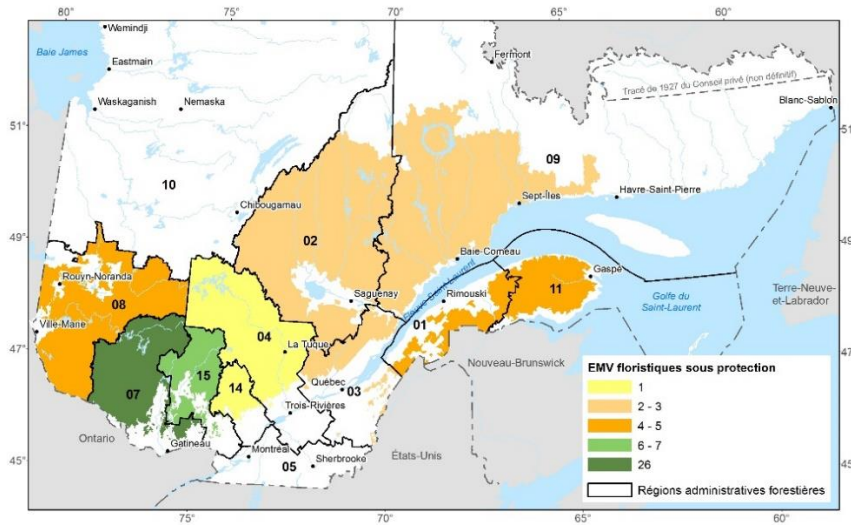 80°
75°
70°
65°
60°
Wemindji
Baie James
Eastmain
Fermont
Tracé de 1927 du Conseil privé (non définitif)
Waskaganish
Nemaska
Blanc-Sablon
51°
51°
09
10
Chibougamau
Sept-Îles
Havre-Saint-Pierre
49°
49°
02
Baie-Comeau
Rouyn-Noranda
Saguenay
Gaspé
08
Rimouski
11
Golfe du
Saint-Laurent
Terre-Neuve-
et-Labrador
Ville-Marie
04
01
47°
47°
La Tuque
Nouveau-Brunswick
07
15
14
Québec
03
Trois-Rivières
Ontario
Gatineau
Montréal
États-Unis
45°
45°
05
Sherbrooke
EMV floristiques sous protection
1
2 - 3
4 - 5
6 - 7
26
Régions administratives forestières
75°
70°
65°
60°